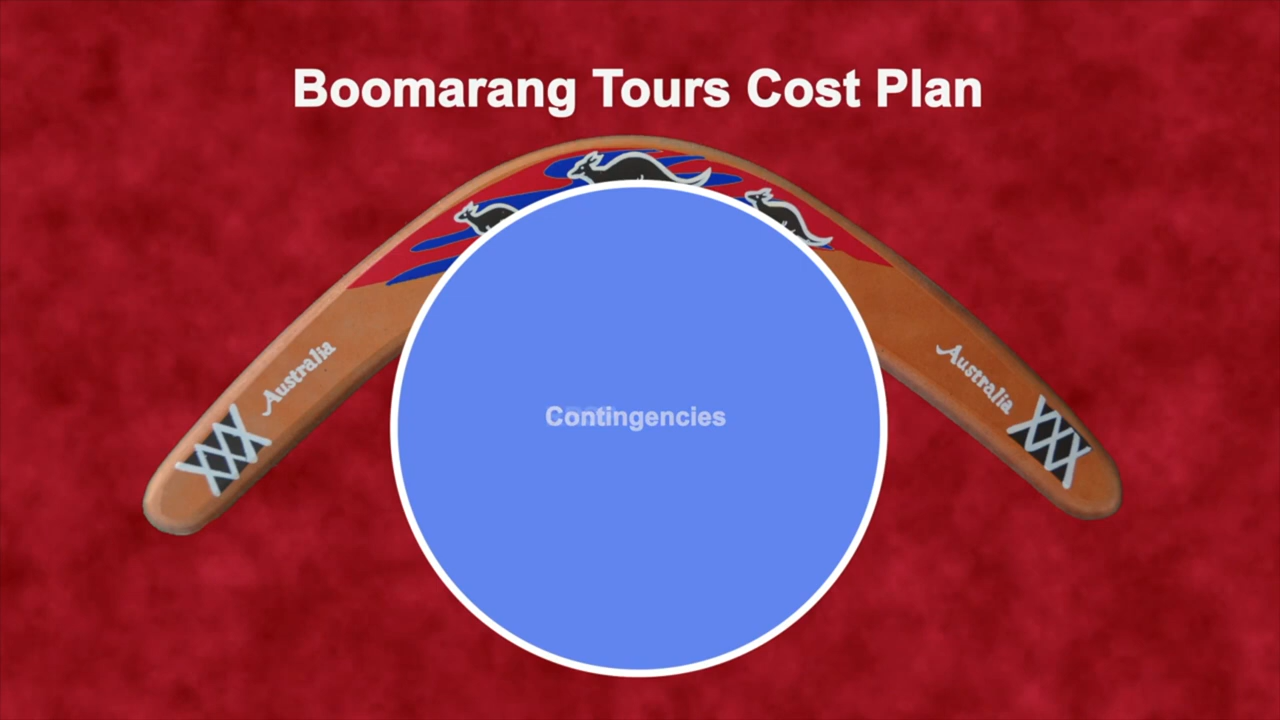 Boomarang Tours Cost Plan
Australia
Australia
Contingencies